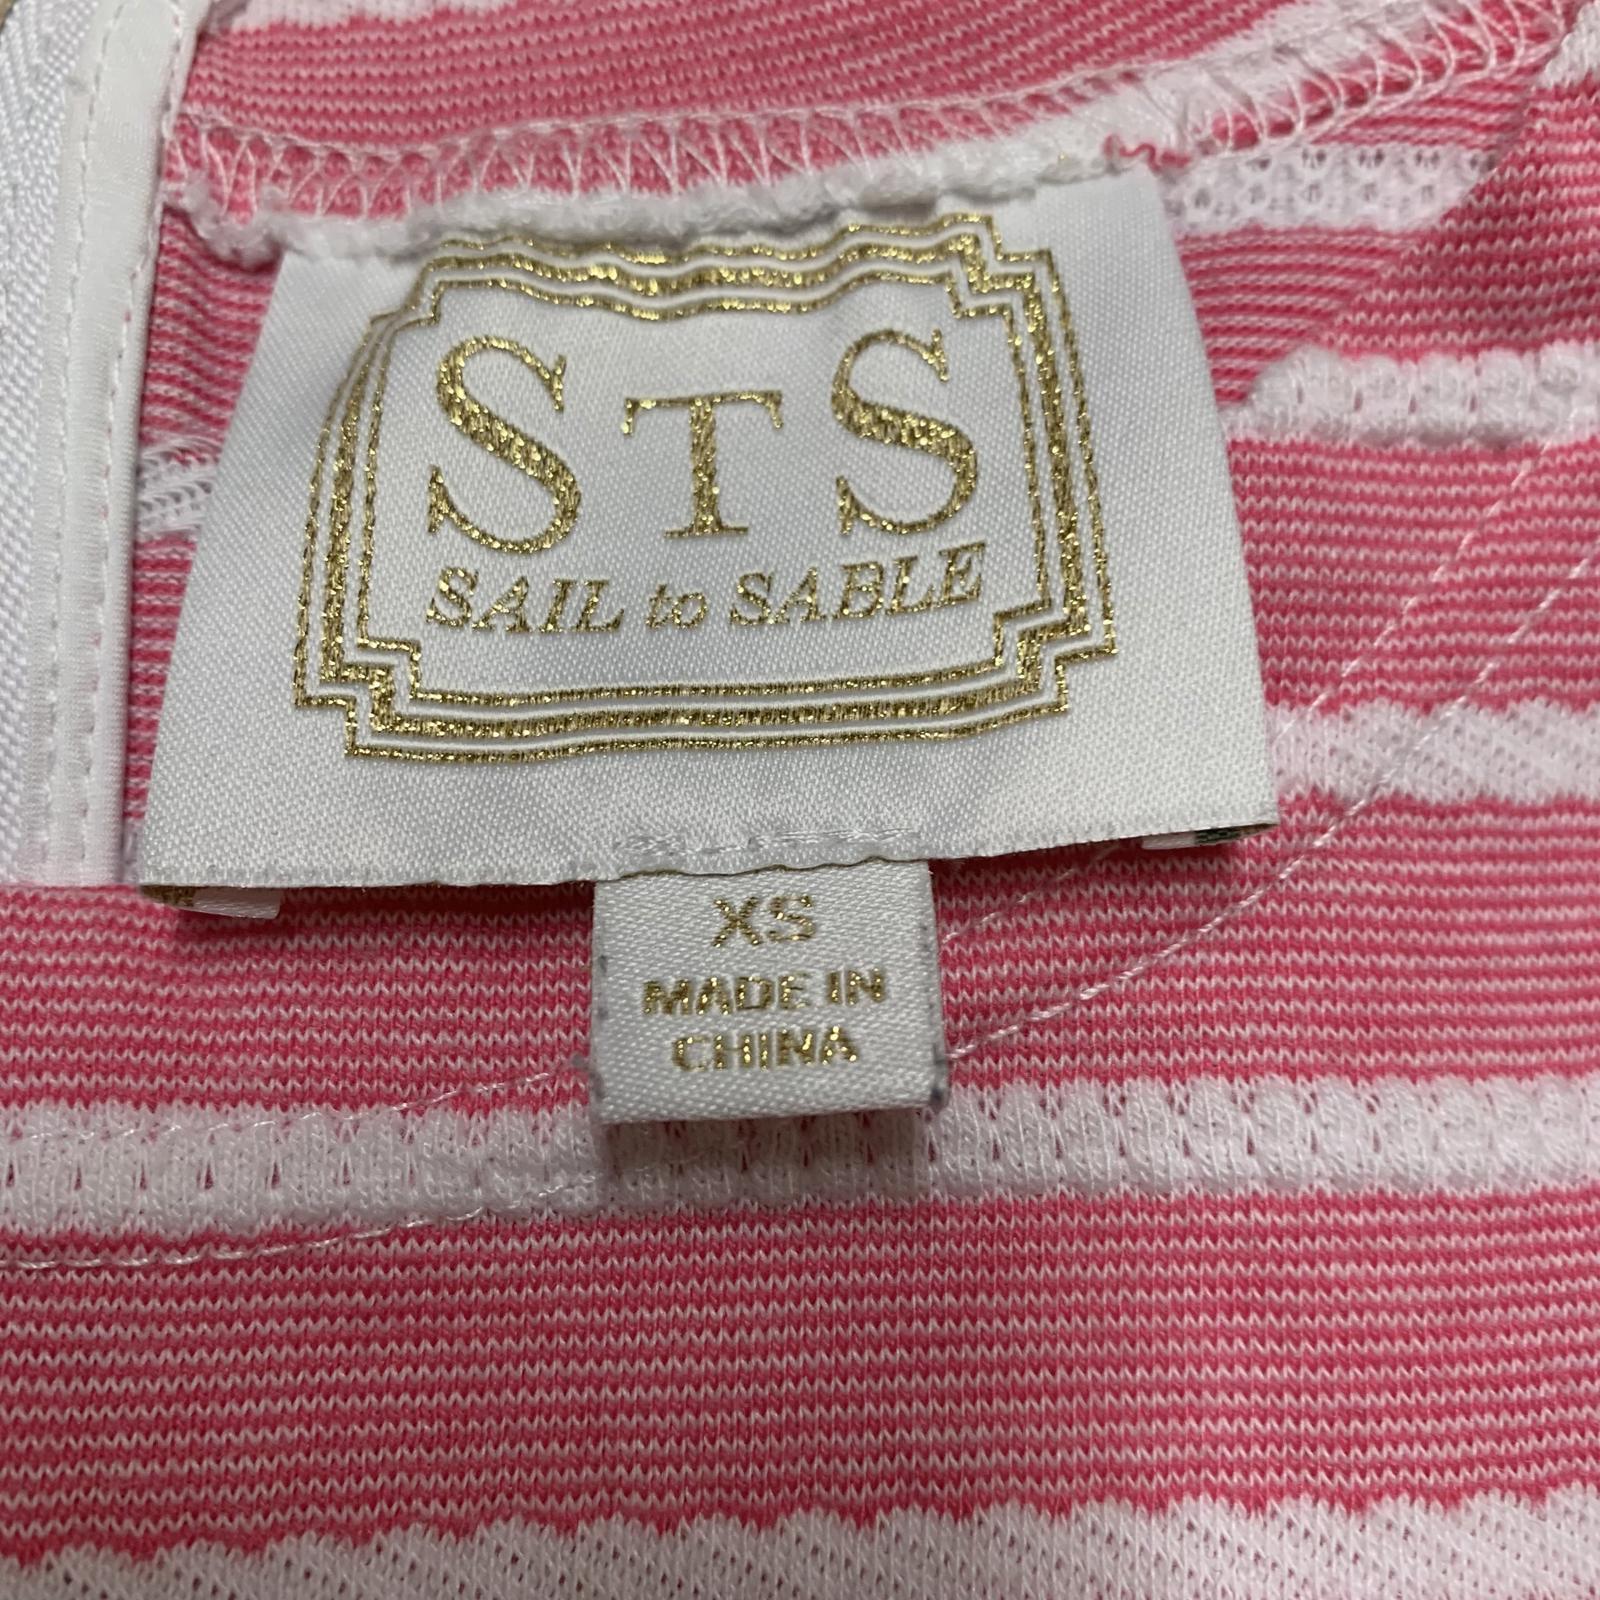 STS
SAIL to SABLE
XS
MADE IN
CHINA